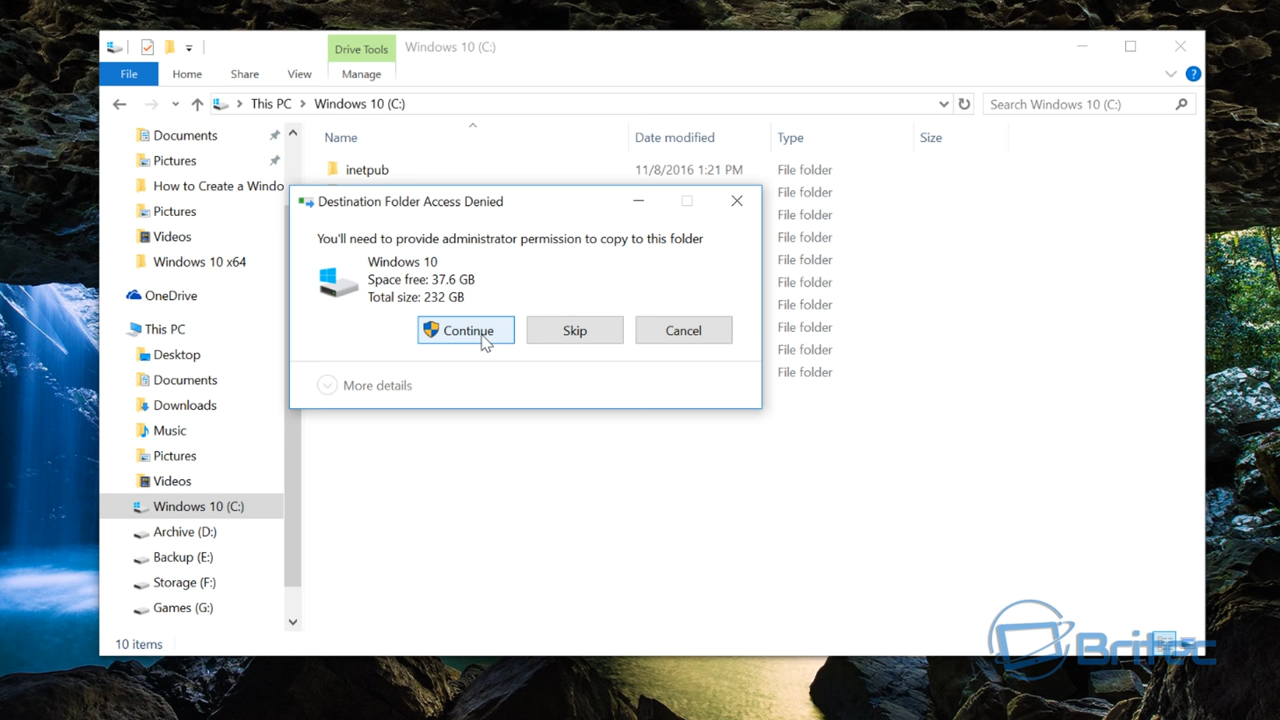 Drive Tools
Windows 10 (C:)
File
Home
Share
View
Manage
?
This PC
Windows 10 (C:)
Search Windows 10 (C:)
Name
Date modified
Type
Size
Documents
Pictures
How to Create a Windo
Pictures
Videos
Windows 10 x64
OneDrive
This PC
Desktop
Documents
Downloads
Music
Pictures
Videos
Windows 10 (C:)
Archive (D:)
Backup (E:)
Storage (F:)
Games (G:)
inetpub
11/8/2016 1:21 PM
File folder
File folder
File folder
File folder
File folder
File folder
File folder
File folder
File folder
File folder
Destination Folder Access Denied
You'll need to provide administrator permission to copy to this folder
Windows 10
Space free: 37.6 GB
Total size: 232 GB
Continue
Skip
Cancel
More details
10 items
Britec